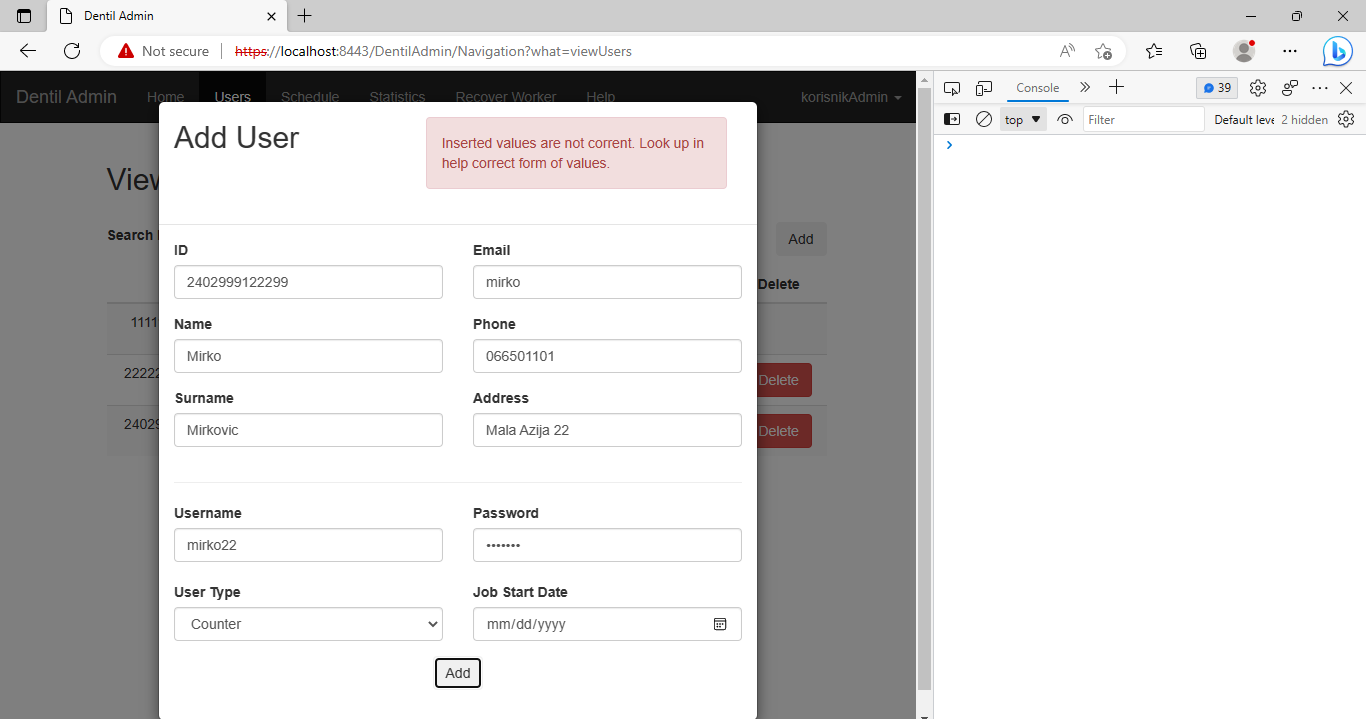 Dentil Admin
Not secure
https://localhost:8443/DentilAdmin/Navigation?what=viewUsers
Dentil Admin Home Users Schedule Statistics Recover Worker Help korisnikAdmin
Console
39
top
Filter
Default leve
2 hidden
View
Search
Add
Delete
1111
22222
Delete
2402
Delete
Add User
Inserted values are not corrent. Look up in
help correct form of values.
ID
Email
2402999122299
mirko
Name
Phone
Mirko
066501101
Surname
Address
Mirkovic
Mala Azija 22
Username
Password
mirko22
•••••••
User Type
Job Start Date
Counter
mm/dd/yyyy
Add